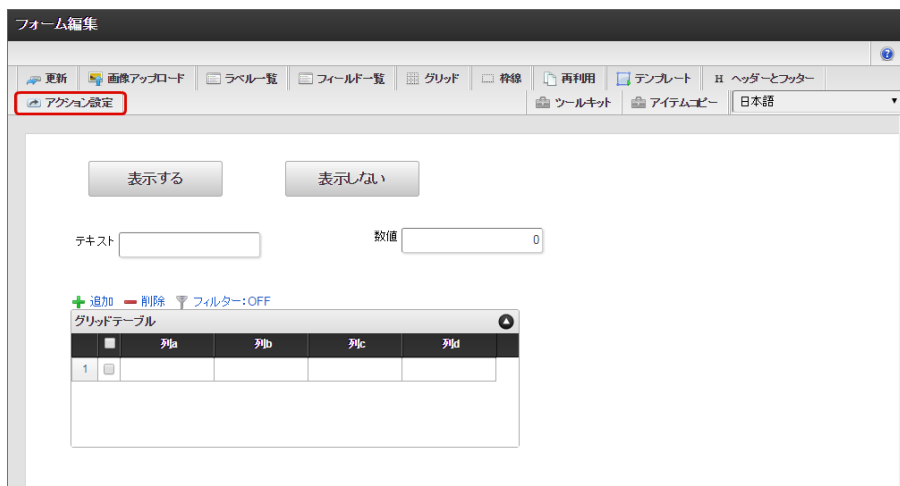 フォーム編集
更新 画像アップロード ラベル一覧 フィールド一覧 グリッド 枠線 再利用 テンプレート H ヘッダーとフッター
アクション設定 ツールキット アイテムコピー 日本語
表示する 表示しない
テキスト 数値 0
追加 削除 フィルター:OFF
グリッドテーブル
列a 列b 列c 列d
1